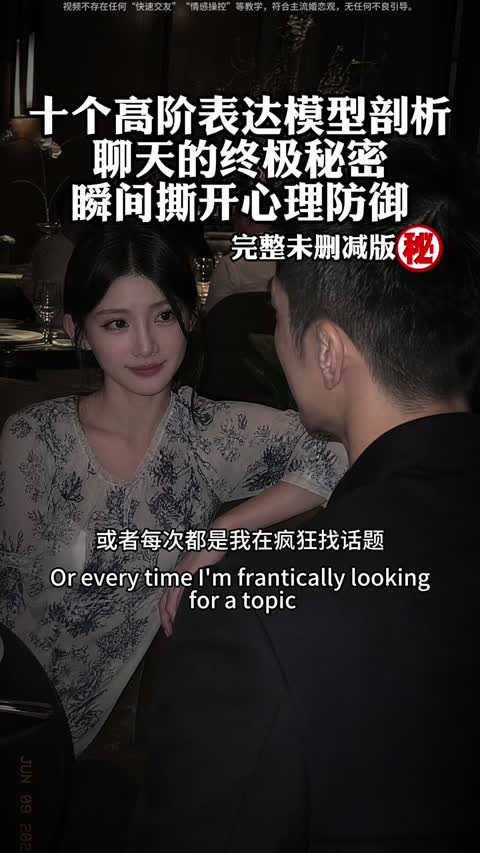 视频不存在任何“快速交友”“情感操控”等教学，符合主流婚恋观，无任何不良引导。
十个高阶表达模型剖析
聊天的终极秘密
瞬间撕开心理防御
完整未删减版 秘
或者每次都是我在疯狂找话题
Or every time I'm frantically looking
for a topic
JUN 09 202